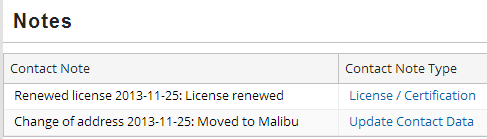 Notes
Contact Note Contact Note Type
Renewed license 2013-11-25: License renewed License / Certification
Change of address 2013-11-25: Moved to Malibu Update Contact Data